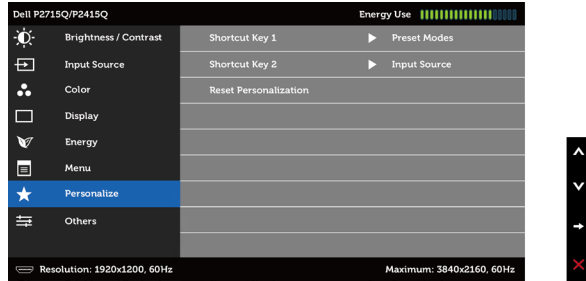 Dell P2715Q/P2415Q Energy Use
Brightness / Contrast Shortcut Key 1 Preset Modes
Input Source Shortcut Key 2 Input Source
Color Reset Personalization
Display
Energy
Menu
Personalize
Others
Resolution: 1920x1200, 60Hz Maximum: 3840x2160, 60Hz